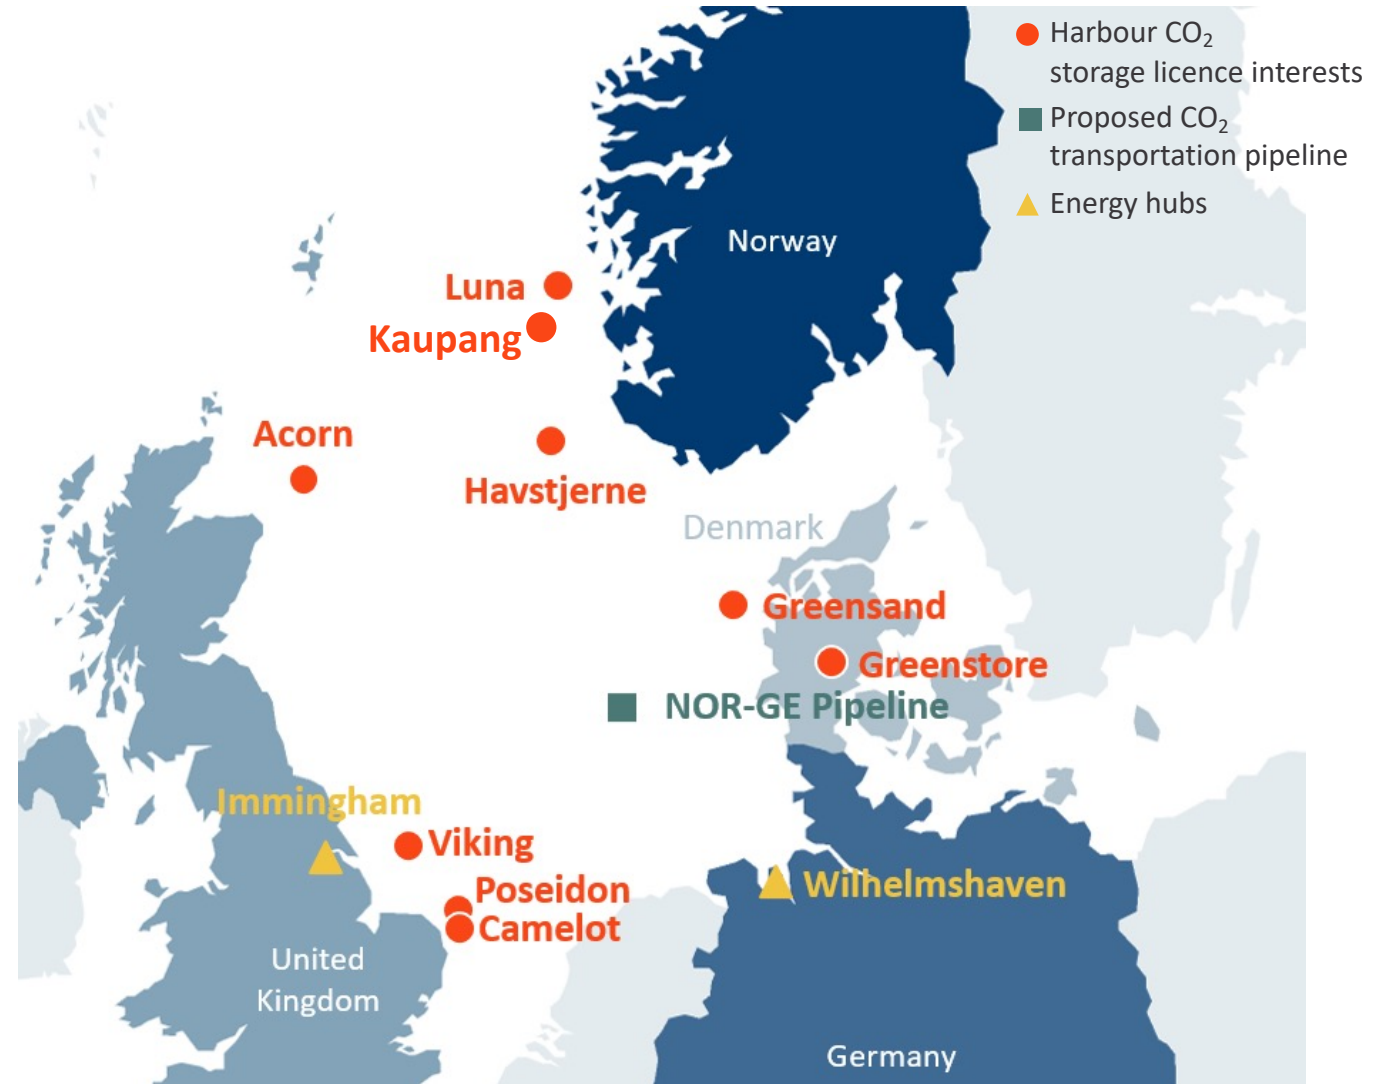 Harbour CO₂
storage licence interests
Proposed CO₂
transportation pipeline
Energy hubs
Norway
Luna
Kaupang
Acorn
Havstjerne
Denmark
Greensand
Greenstore
NOR-GE Pipeline
Immingham
Viking
Poseidon
Wilhelmshaven
Camelot
United
Kingdom
Germany